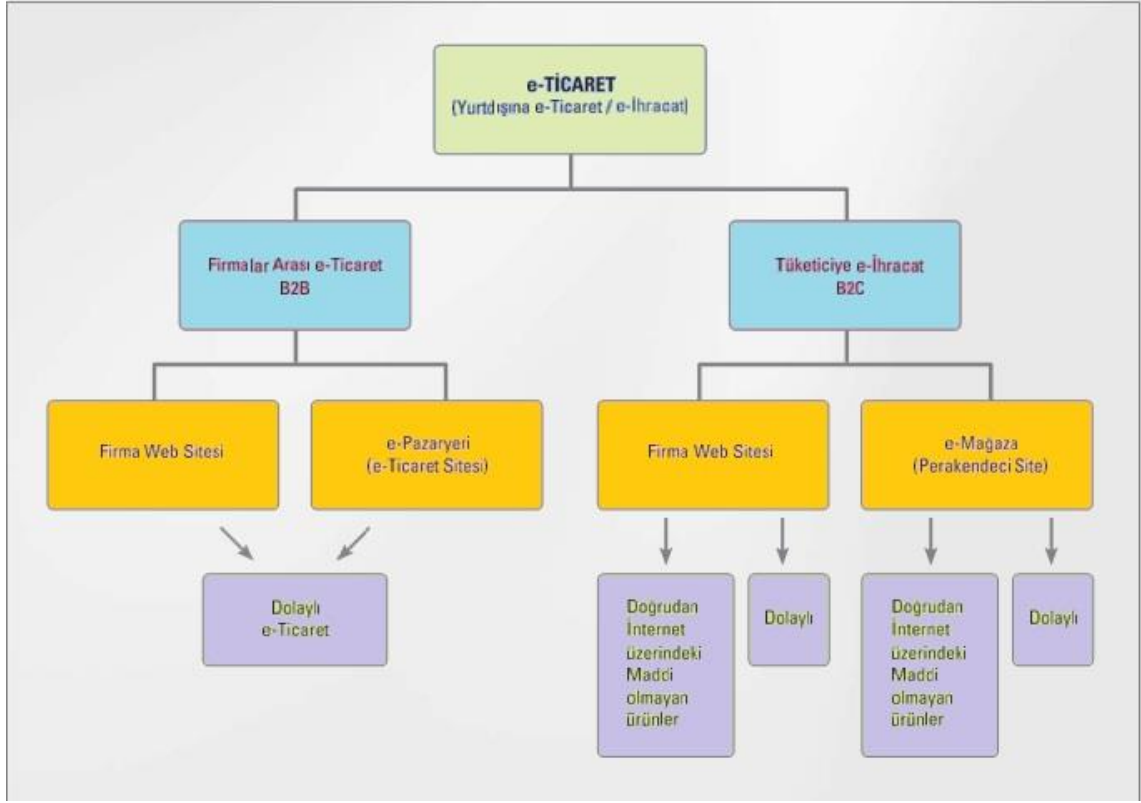 e-TİCARET
(Yurtdışına e-Ticaret / e-İhracat)
Firmalar Arası e-Ticaret
B2B
Tüketiciye e-İhracat
B2C
Firma Web Sitesi
e-Pazaryeri
(e-Ticaret Sitesi)
Firma Web Sitesi
e-Mağaza
(Perakendeci Site)
Dolaylı
e-Ticaret
Doğrudan
İnternet
üzerindeki
Maddi
olmayan
ürünler
Dolaylı
Doğrudan
İnternet
üzerindeki
Maddi
olmayan
ürünler
Dolaylı